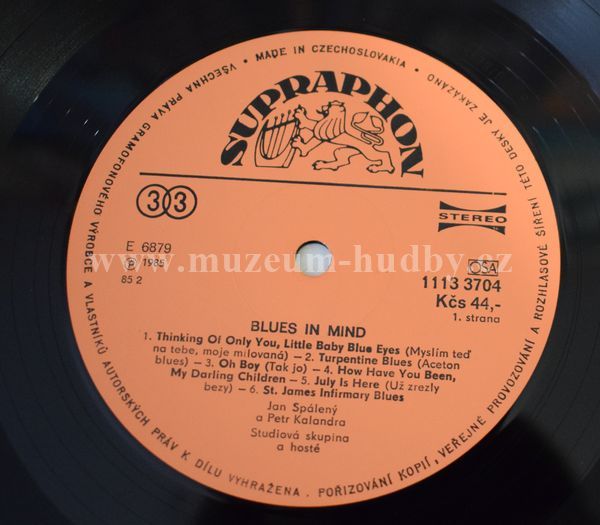 VŠECHNA PRÁVA GRAMOFONOVÉHO VÝROBCE A VLASTNÍKŮ AUTORSKÝCH PRÁV K DÍLU VYHRAŽENA . POŘIZOVÁNÍ KOPIÍ , VEŘEJNÉ PROVOZOVÁNÍ A ROZHLASOVÉ ŠÍŘENÍ TÉTO DESKY JE ZAKÁZÁNO
• MADE IN CZECHOSLOVAKIA •
SUPRAPHON
33
STEREO
E 6879
℗ 1985
85 2
www.muzeum-hudby.cz
OSA
1113 3704
Kčs 44,-
1. strana
BLUES IN MIND
1. Thinking Of Only You, Little Baby Blue Eyes (Myslím teď
na tebe, moje milovaná) – 2. Turpentine Blues (Aceton
blues) – 3. Oh Boy (Tak jo) – 4. How Have You Been,
My Darling Children – 5. July Is Here (Už zrezly
bezy) – 6. St. James Infirmary Blues
Jan Spálený
a Petr Kalandra
Studiová skupina
a hosté